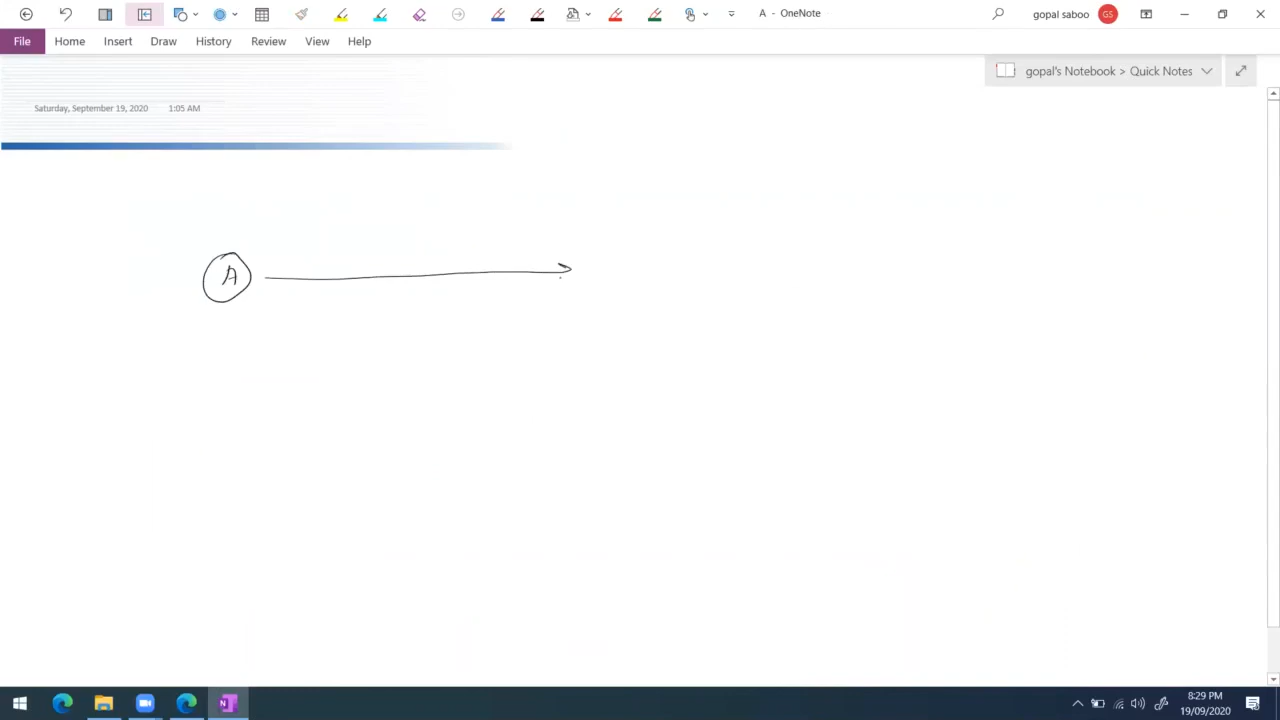 A - OneNote
gopal saboo
GS
File
Home
Insert
Draw
History
Review
View
Help
gopal's Notebook > Quick Notes
Saturday, September 19, 2020
1:05 AM
A
8:29 PM
19/09/2020